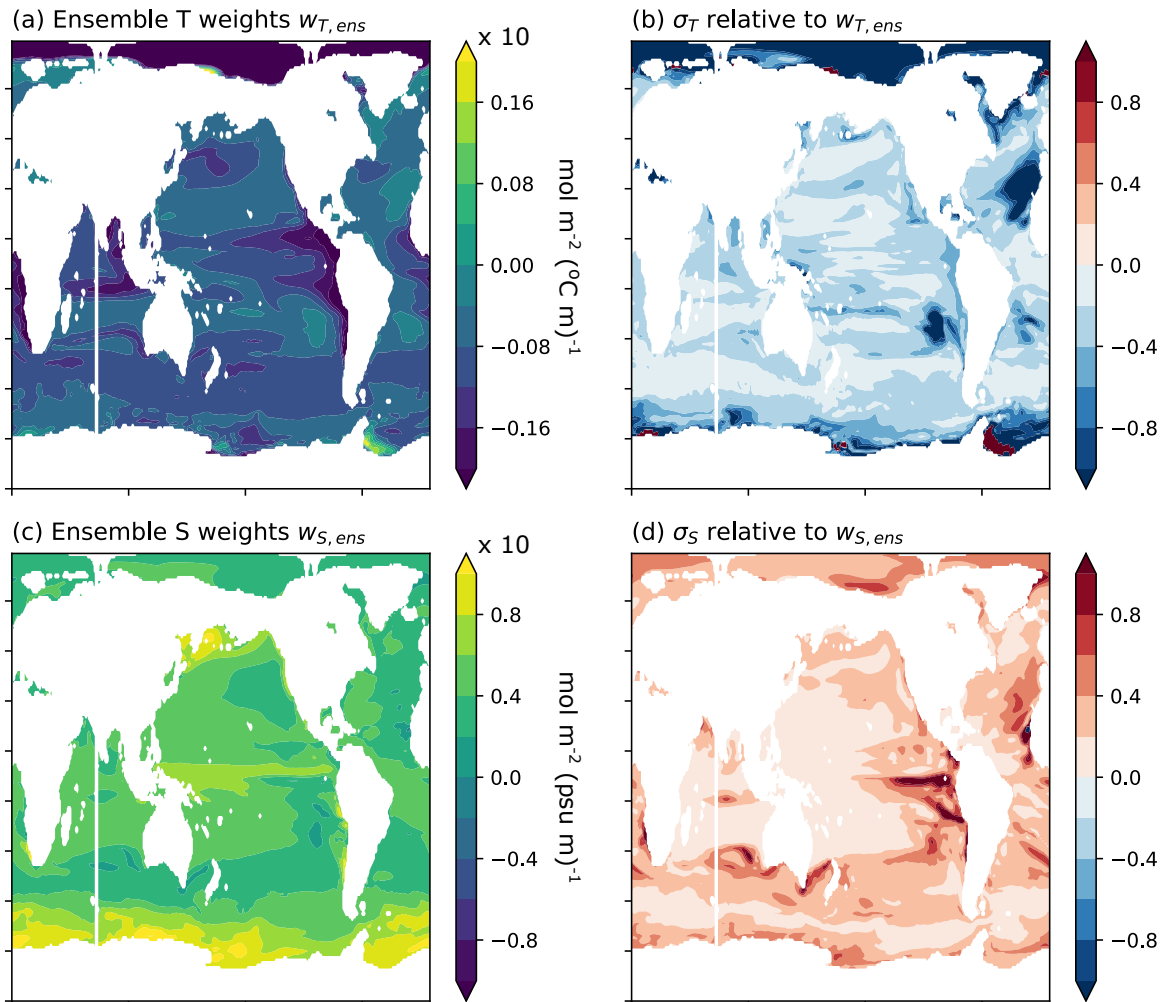 (a) Ensemble T weights w_{T, ens}
x 10
0.16
0.08
0.00
−0.08
−0.16
mol m⁻² (°C m)⁻¹
(b) σ_T relative to w_{T, ens}
0.8
0.4
0.0
−0.4
−0.8
(c) Ensemble S weights w_{S, ens}
x 10
0.8
0.4
0.0
−0.4
−0.8
mol m⁻² (psu m)⁻¹
(d) σ_S relative to w_{S, ens}
0.8
0.4
0.0
−0.4
−0.8